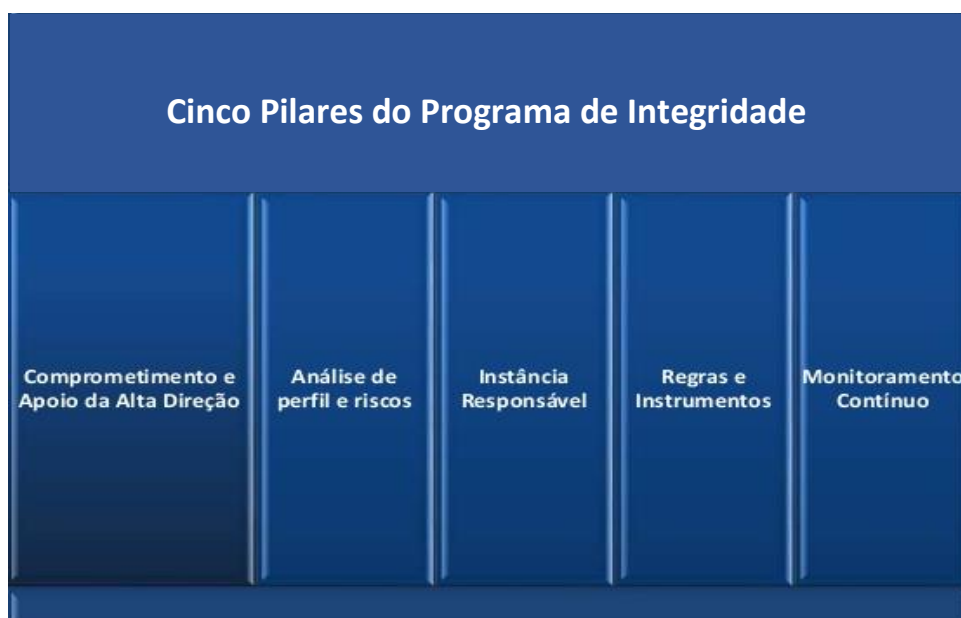 Cinco Pilares do Programa de Integridade
Comprometimento e
Apoio da Alta Direção
Análise de
perfil e riscos
Instância
Responsável
Regras e
Instrumentos
Monitoramento
Contínuo